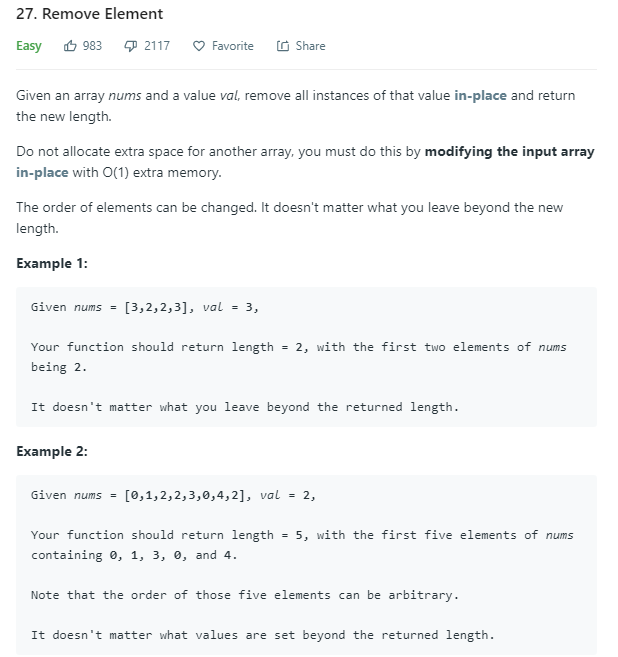 27. Remove Element
Easy 983 2117 Favorite Share
Given an array nums and a value val, remove all instances of that value in-place and return
the new length.
Do not allocate extra space for another array, you must do this by modifying the input array
in-place with O(1) extra memory.
The order of elements can be changed. It doesn't matter what you leave beyond the new
length.
Example 1:
Given nums = [3,2,2,3], val = 3,
Your function should return length = 2, with the first two elements of nums
being 2.
It doesn't matter what you leave beyond the returned length.
Example 2:
Given nums = [0,1,2,2,3,0,4,2], val = 2,
Your function should return length = 5, with the first five elements of nums
containing 0, 1, 3, 0, and 4.
Note that the order of those five elements can be arbitrary.
It doesn't matter what values are set beyond the returned length.